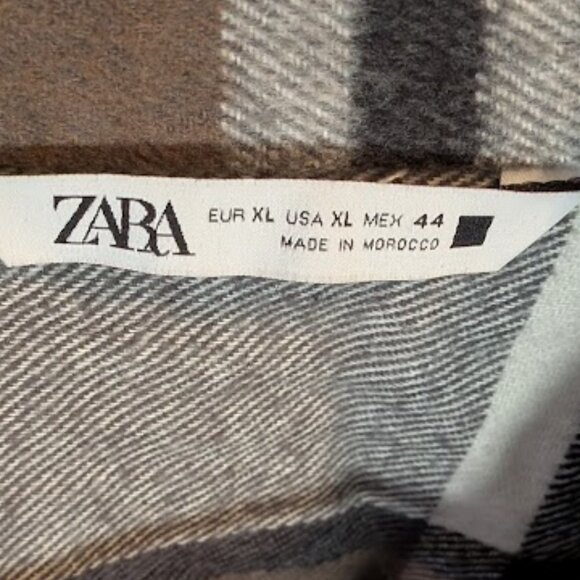 ZARA EUR XL USA XL MEX 44
MADE IN MOROCCO